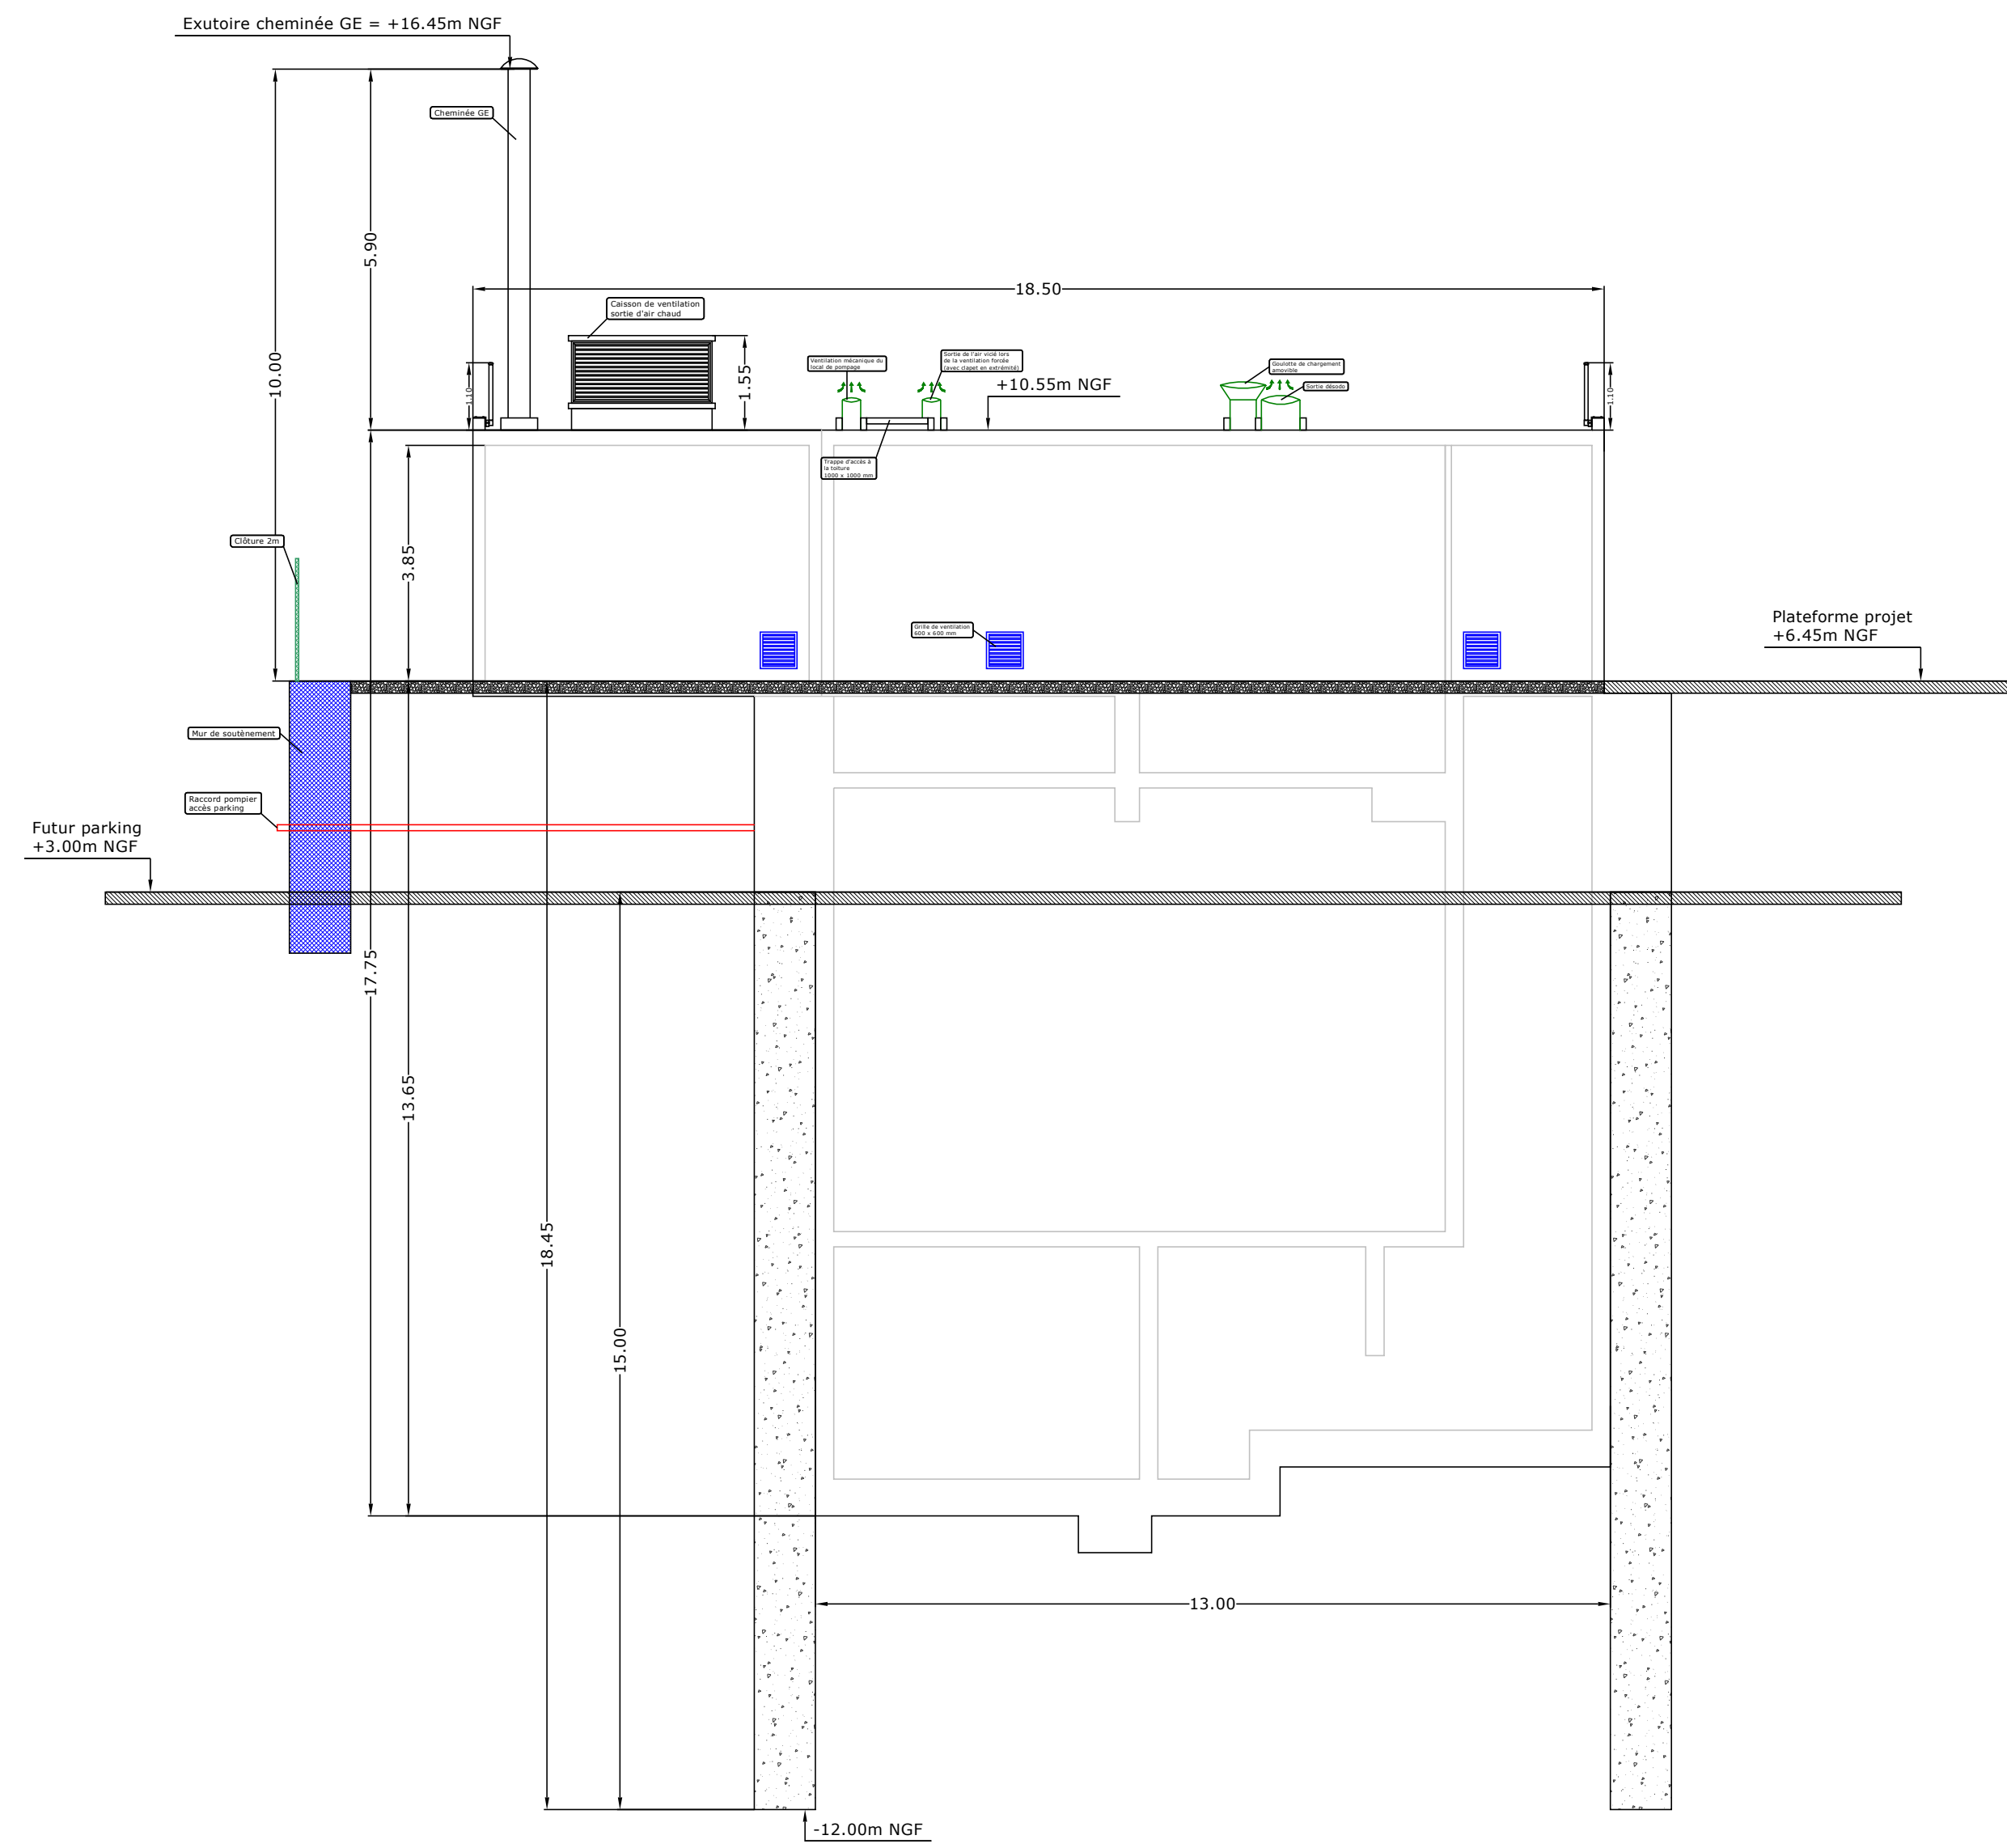 Exutoire cheminée GE = +16.45m NGF
Cheminée GE
5.90
10.00
18.50
Caisson de ventilation
sortie d'air chaud
1.55
1.10
Ventilation mécanique du
local de pompage
Sortie de l'air vicié lors
de la ventilation forcée
(avec clapet en extrémité)
+10.55m NGF
Goulotte de chargement
amovible
Sortie désodo
1.10
Trappe d'accès à
la toiture
1000 x 1000 mm
Clôture 2m
3.85
Grille de ventilation
600 x 600 mm
Plateforme projet
+6.45m NGF
Mur de soutènement
Raccord pompier
accès parking
Futur parking
+3.00m NGF
17.75
13.65
18.45
15.00
13.00
-12.00m NGF